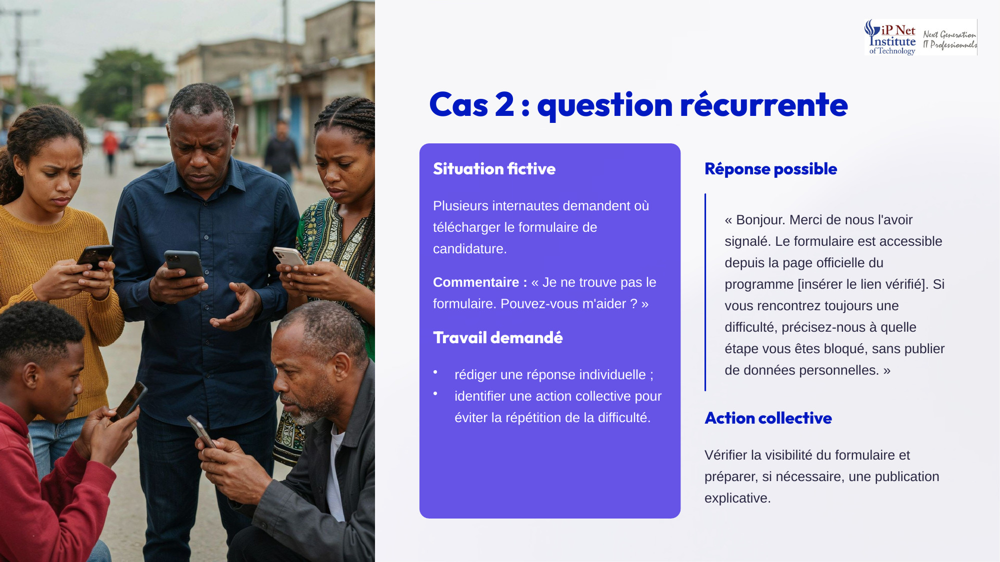 iP Net
Institute
of Technology
Next Generation
IT Professionnels
Cas 2 : question récurrente
Situation fictive
Plusieurs internautes demandent où
télécharger le formulaire de
candidature.
Commentaire : « Je ne trouve pas le
formulaire. Pouvez-vous m'aider ? »
Travail demandé
• rédiger une réponse individuelle ;
• identifier une action collective pour
éviter la répétition de la difficulté.
Réponse possible
« Bonjour. Merci de nous l'avoir
signalé. Le formulaire est accessible
depuis la page officielle du
programme [insérer le lien vérifié]. Si
vous rencontrez toujours une
difficulté, précisez-nous à quelle
étape vous êtes bloqué, sans publier
de données personnelles. »
Action collective
Vérifier la visibilité du formulaire et
préparer, si nécessaire, une publication
explicative.